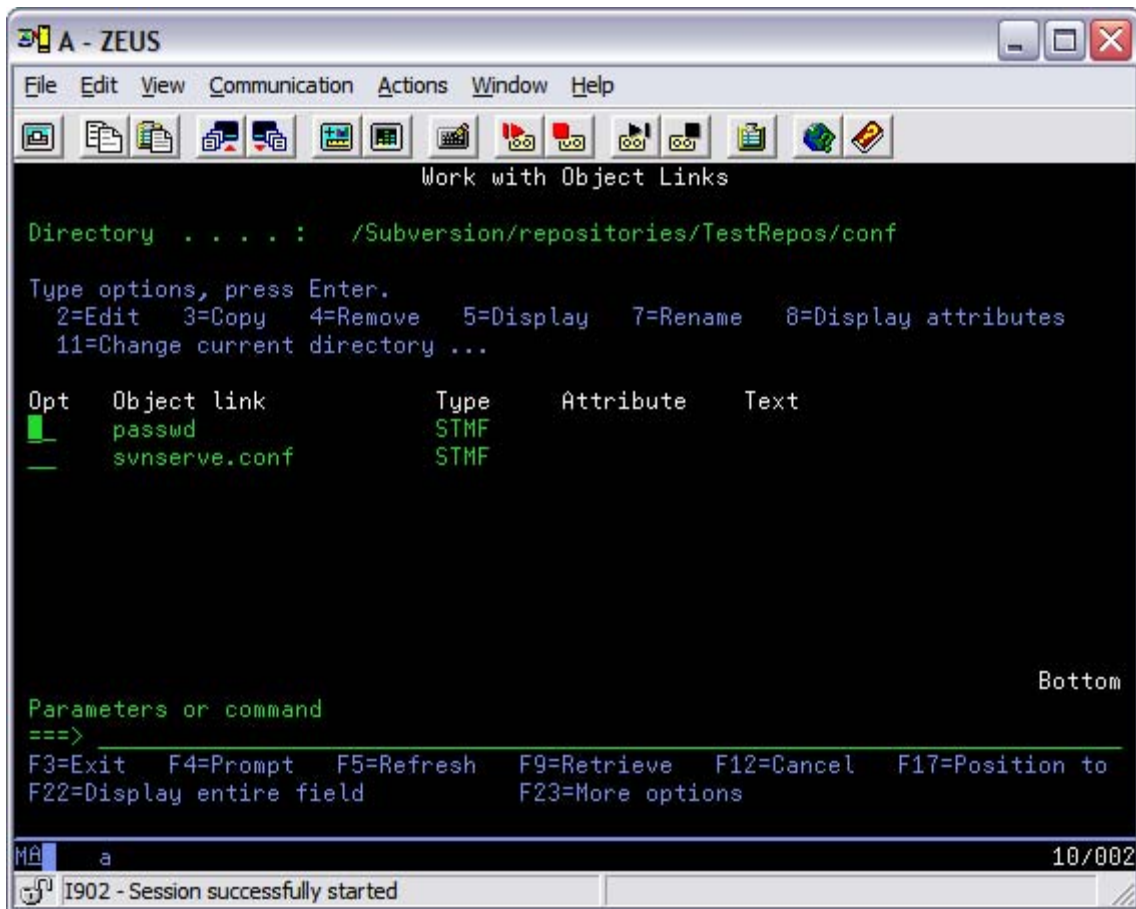 A - ZEUS
File Edit View Communication Actions Window Help
Work with Object Links
Directory . . . . : /Subversion/repositories/TestRepos/conf
Type options, press Enter.
2=Edit 3=Copy 4=Remove 5=Display 7=Rename 8=Display attributes
11=Change current directory ...
Opt Object link Type Attribute Text
passwd STMF
svnserve.conf STMF
Bottom
Parameters or command
===>
F3=Exit F4=Prompt F5=Refresh F9=Retrieve F12=Cancel F17=Position to
F22=Display entire field F23=More options
MA a 10/002
I902 - Session successfully started